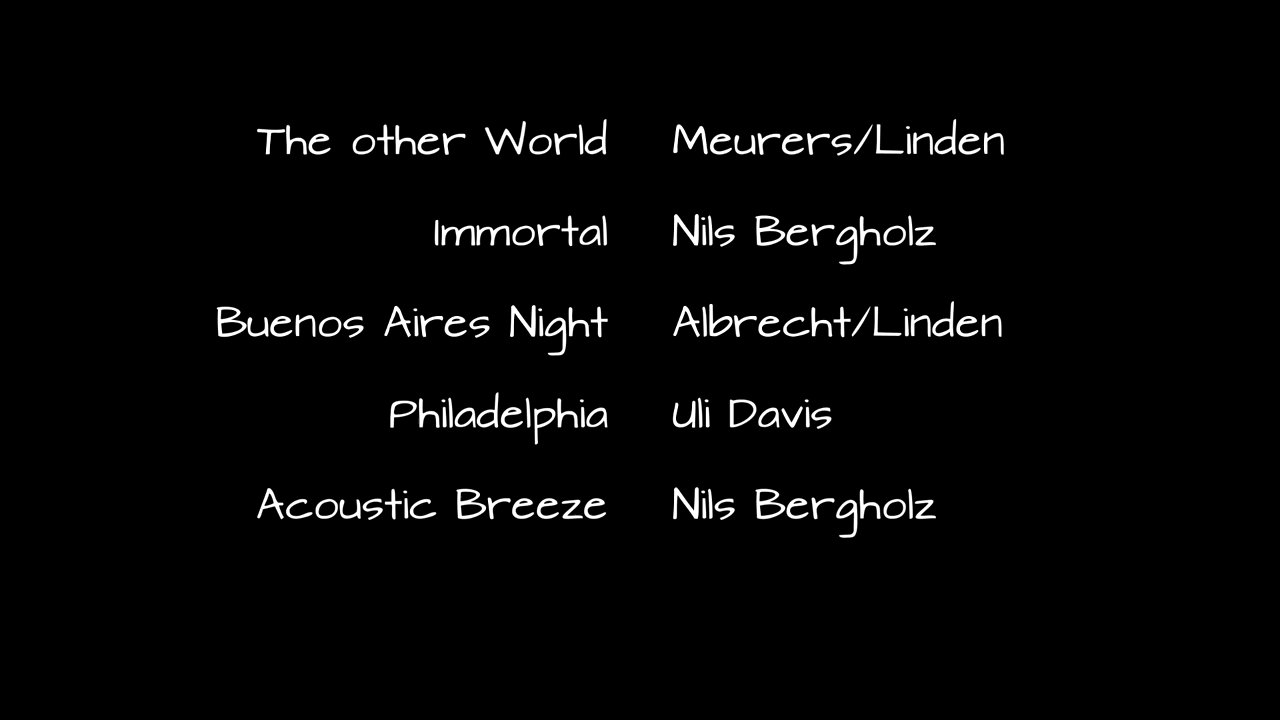 The other World Meurers/Linden
Immortal Nils Bergholz
Buenos Aires Night Albrecht/Linden
Philadelphia Uli Davis
Acoustic Breeze Nils Bergholz